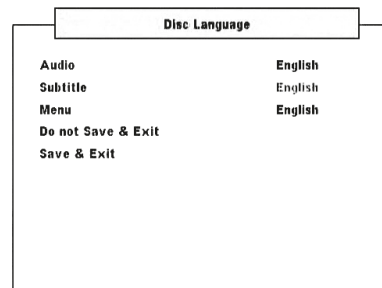 Disc Language
Audio English
Subtitle English
Menu English
Do not Save & Exit
Save & Exit